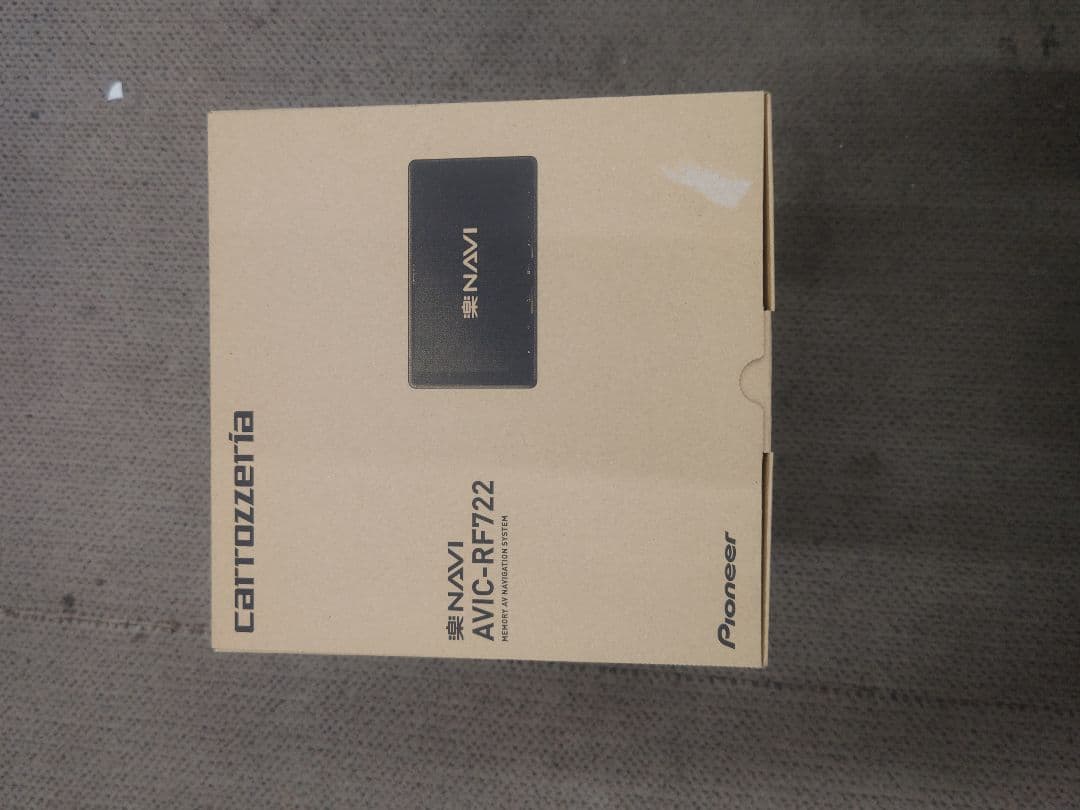 carrozzeria
楽NAVI
楽NAVI
AVIC-RF722
MEMORY AV NAVIGATION SYSTEM
Pioneer